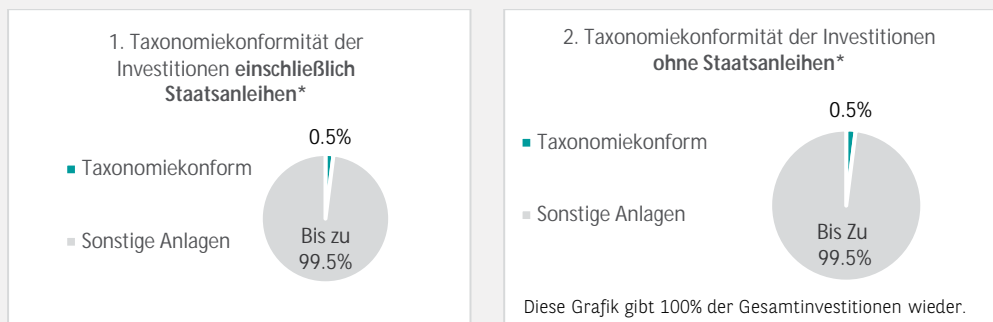 1. Taxonomiekonformität der
Investitionen einschließlich
Staatsanleihen*
0.5%
Taxonomiekonform
Sonstige Anlagen
Bis zu
99.5%
2. Taxonomiekonformität der Investitionen
ohne Staatsanleihen*
0.5%
Taxonomiekonform
Sonstige Anlagen
Bis Zu
99.5%
Diese Grafik gibt 100% der Gesamtinvestitionen wieder.